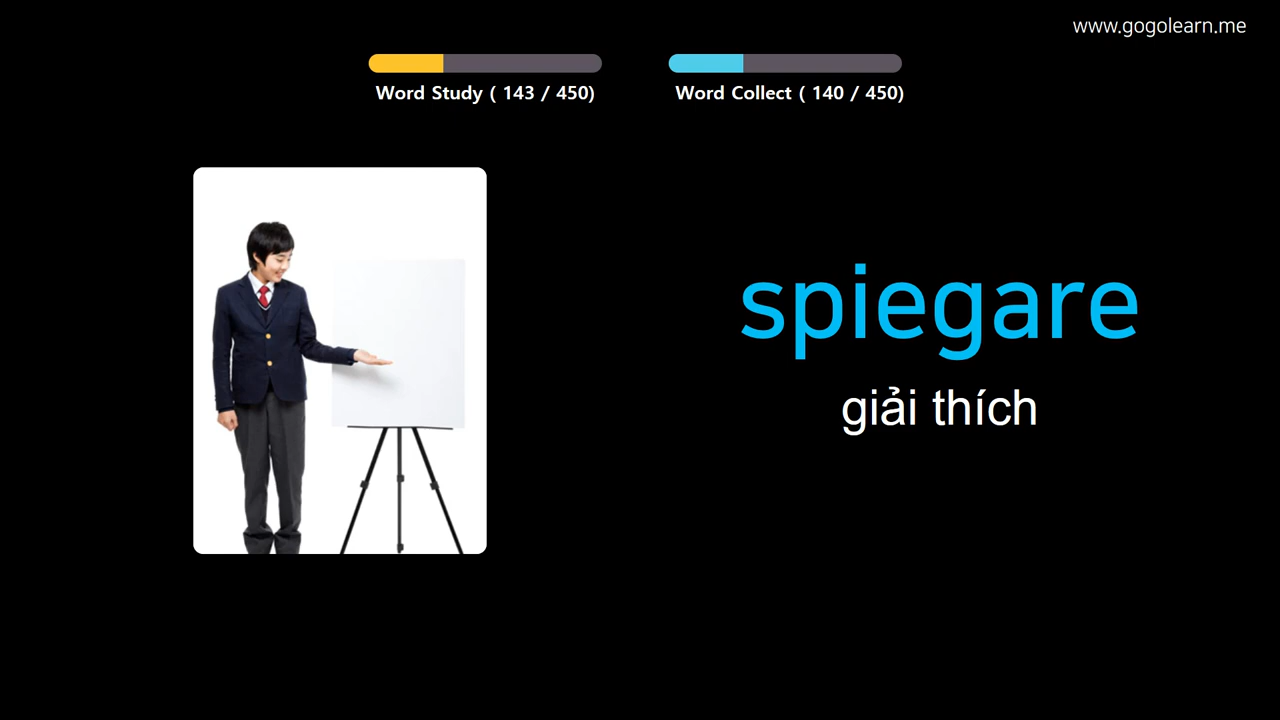 www.gogolearn.me
Word Study ( 143 / 450)
Word Collect ( 140 / 450)
spiegare
giải thích